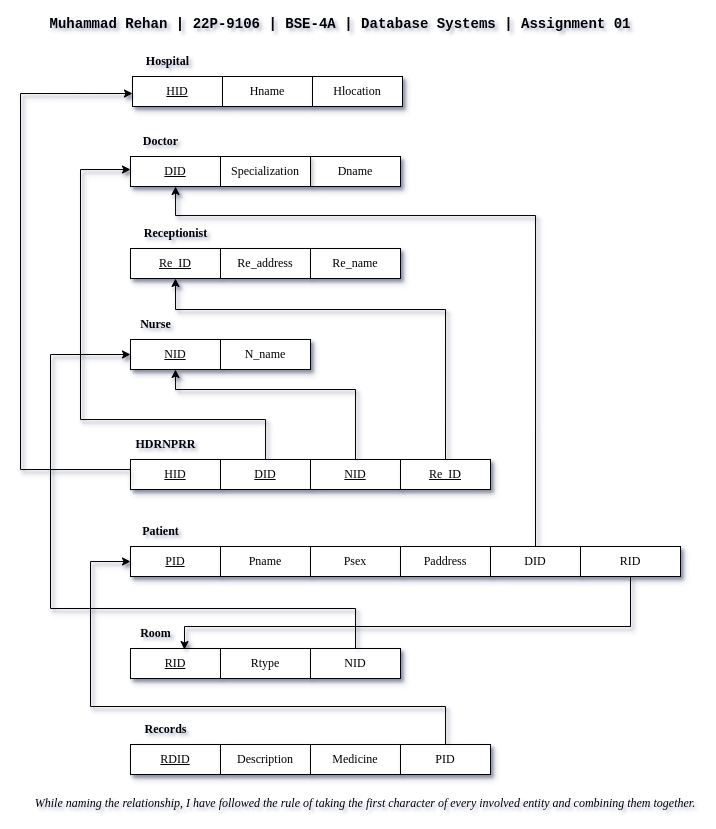 Muhammad Rehan | 22P-9106 | BSE-4A | Database Systems | Assignment 01
Hospital
HID Hname Hlocation
Doctor
DID Specialization Dname
Receptionist
Re_ID Re_address Re_name
Nurse
NID N_name
HDRNPRR
HID DID NID Re_ID
Patient
PID Pname Psex Paddress DID RID
Room
RID Rtype NID
Records
RDID Description Medicine PID
While naming the relationship, I have followed the rule of taking the first character of every involved entity and combining them together.